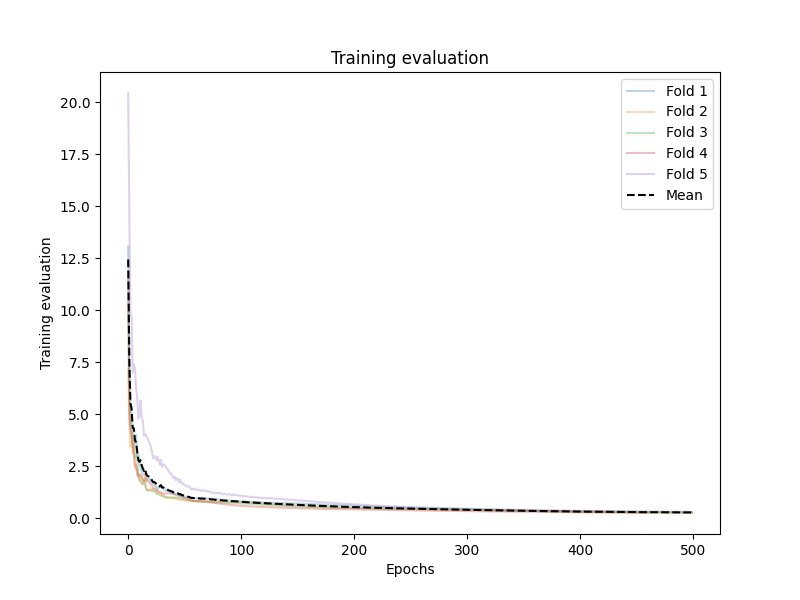 Training evaluation
20.0
17.5
15.0
12.5
10.0
7.5
5.0
2.5
0.0
Training evaluation
0 100 200 300 400 500
Epochs
Fold 1
Fold 2
Fold 3
Fold 4
Fold 5
Mean